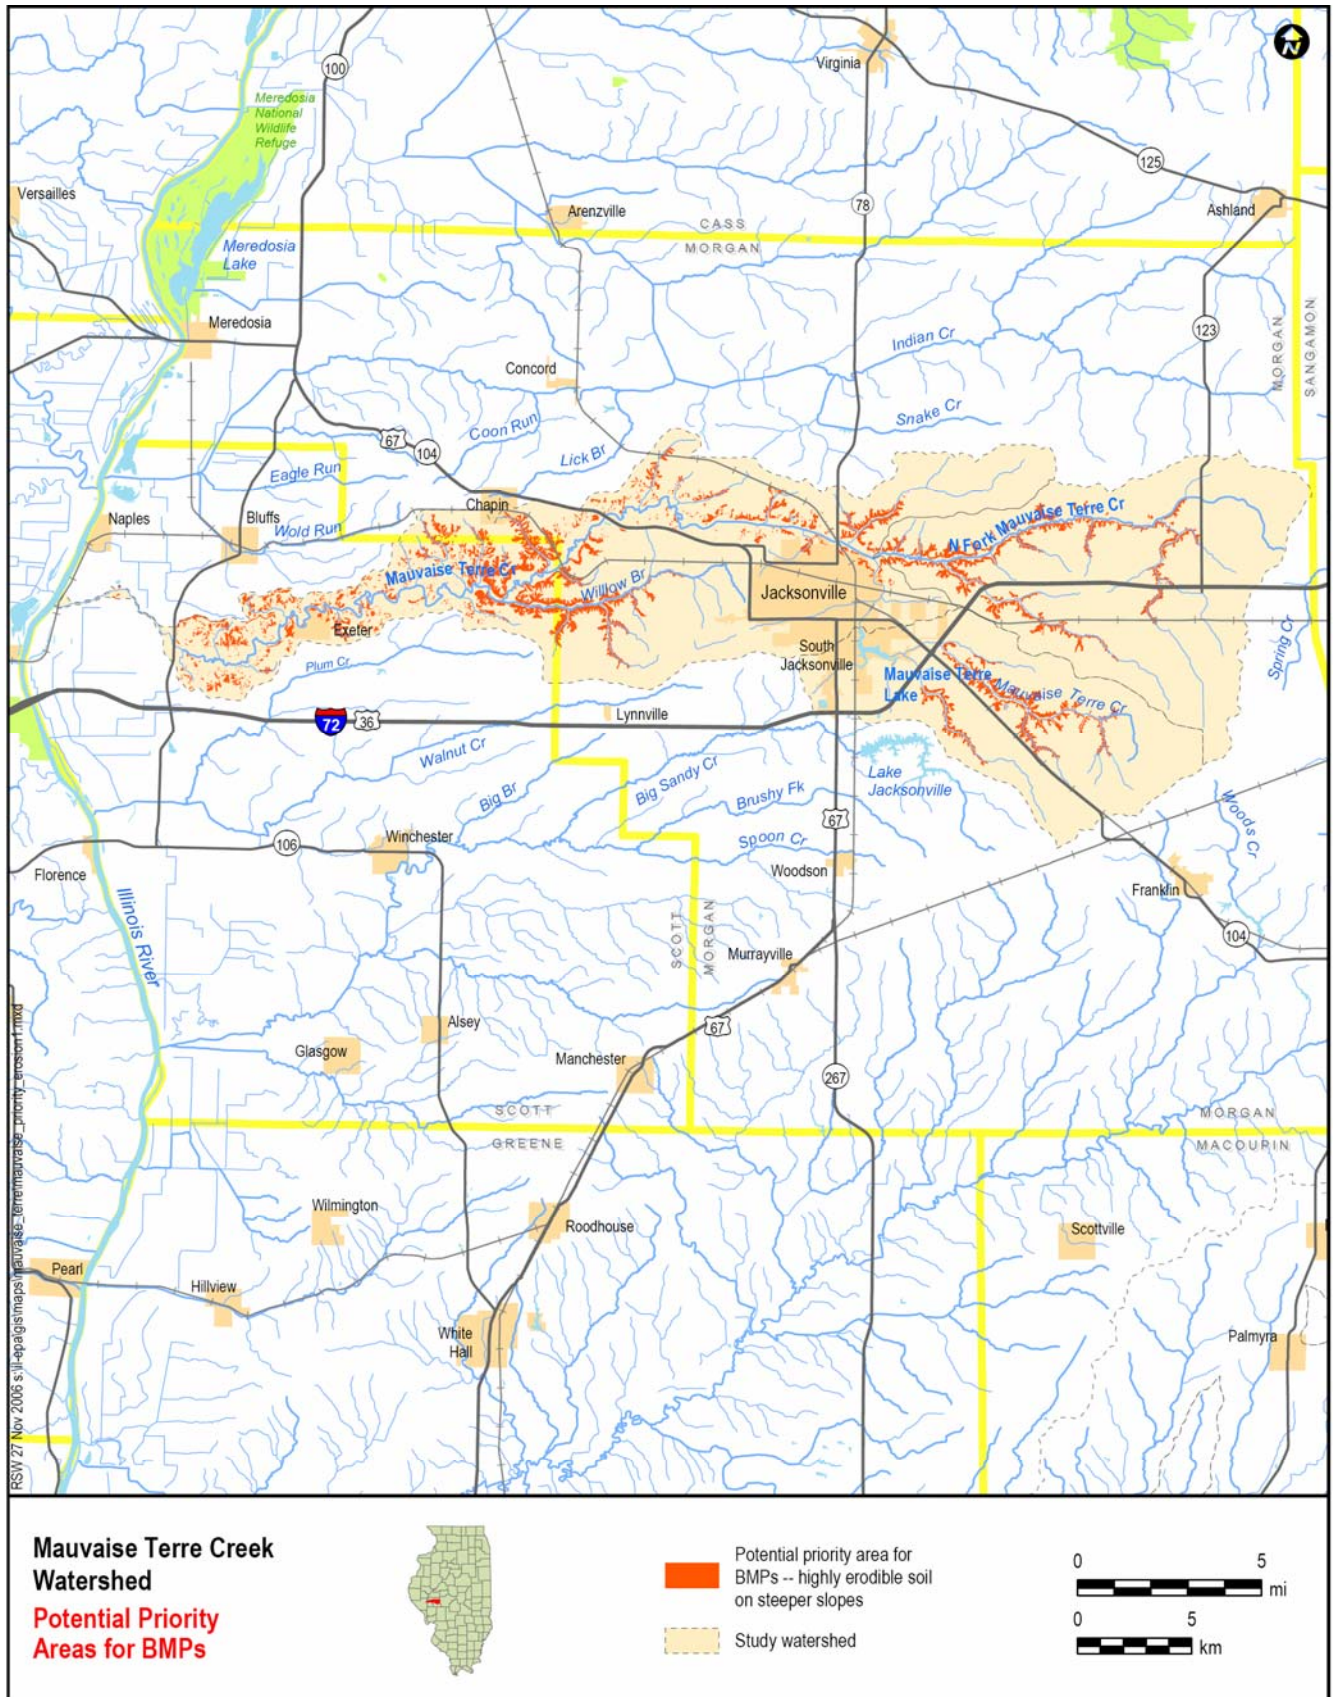 100
Virginia
Meredosia
National
Wildlife
Refuge
125
Versailles
78
Ashland
Arenzville
CASS
MORGAN
Meredosia
Lake
Meredosia
Indian Cr
123
MORGAN
SANGAMON
Concord
Snake Cr
Coon Run
67
104
Lick Br
Eagle Run
Chapin
Naples
Bluffs
Wold Run
N Fork Mauvaise Terre Cr
Mauvaise Terre Cr
Willow Br
Jacksonville
Exeter
South
Jacksonville
Spring Cr
Plum Cr
Mauvaise Terre
Lake
Mauvaise Terre Cr
72
36
Lynnville
Walnut Cr
Big Br
Big Sandy Cr
Brushy Fk
Lake
Jacksonville
Woods Cr
67
106
Winchester
Spoon Cr
Woodson
Florence
Franklin
Illinois River
SCOTT
MORGAN
104
Murrayville
67
Alsey
Glasgow
Manchester
267
SCOTT
GREENE
MORGAN
MACOUPIN
Wilmington
Roodhouse
Scottville
Pearl
Hillview
White
Hall
Palmyra
RSW 27 Nov 2006 s:\il-epa\gis\maps\mauvaise_terre\mauvaise_priority_erosion1.mxd
N
Mauvaise Terre Creek
Watershed
Potential Priority
Areas for BMPs
Potential priority area for
BMPs -- highly erodible soil
on steeper slopes
Study watershed
0 5
mi
0 5
km